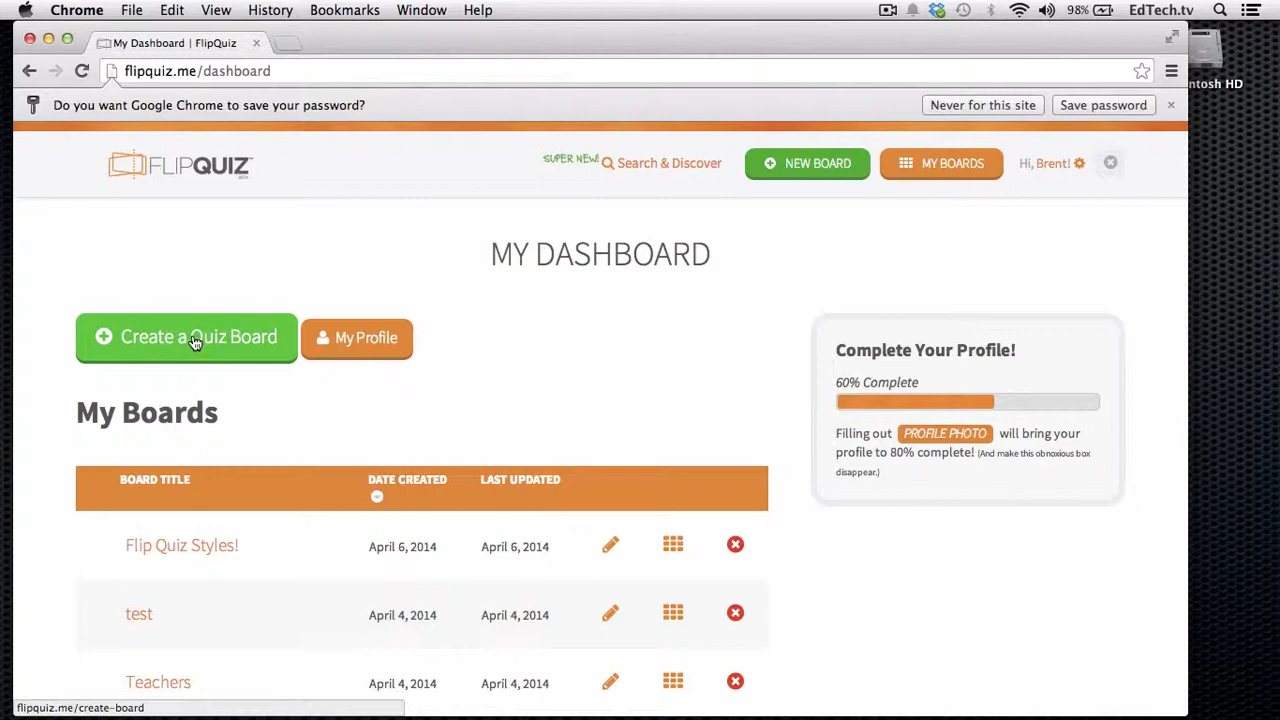 Chrome File Edit View History Bookmarks Window Help 98% EdTech.tv
My Dashboard | FlipQuiz
flipquiz.me/dashboard
ntosh HD
Do you want Google Chrome to save your password? Never for this site Save password
FLIPQUIZ BETA
SUPER NEW! Search & Discover NEW BOARD MY BOARDS Hi, Brent!
MY DASHBOARD
Create a Quiz Board My Profile
Complete Your Profile!
60% Complete
Filling out PROFILE PHOTO will bring your
profile to 80% complete! (And make this obnoxious box
disappear.)
My Boards
BOARD TITLE DATE CREATED LAST UPDATED
Flip Quiz Styles! April 6, 2014 April 6, 2014
test April 4, 2014 April 4, 2014
Teachers April 4, 2014 April 4, 2014
flipquiz.me/create-board